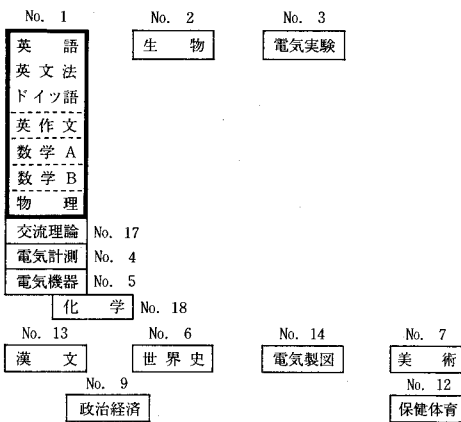 No. 1 No. 2 No. 3
英語 生物 電気実験
英文法
ドイツ語
英作文
数学A
数学B
物理
交流理論 No. 17
電気計測 No. 4
電気機器 No. 5
化学 No. 18
No. 13 No. 6 No. 14 No. 7
漢文 世界史 電気製図 美術
No. 9 No. 12
政治経済 保健体育